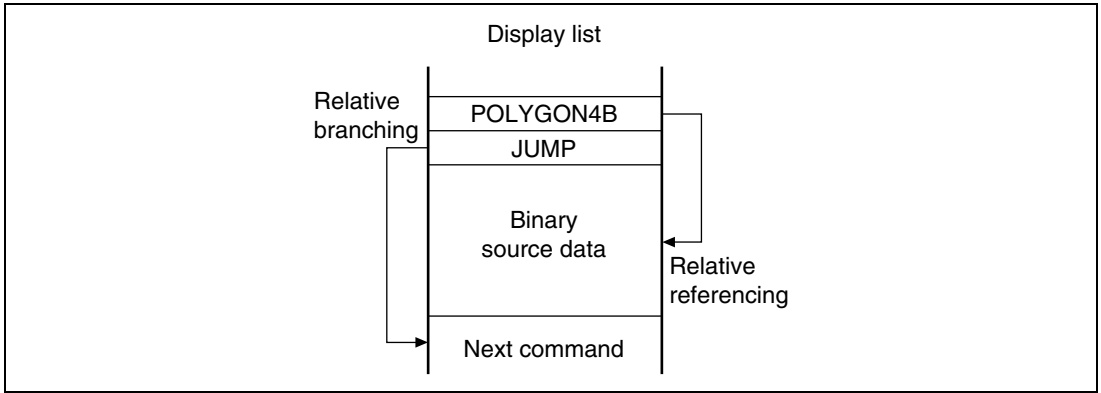 Display list
Relative
branching
POLYGON4B
JUMP
Binary
source data
Relative
referencing
Next command